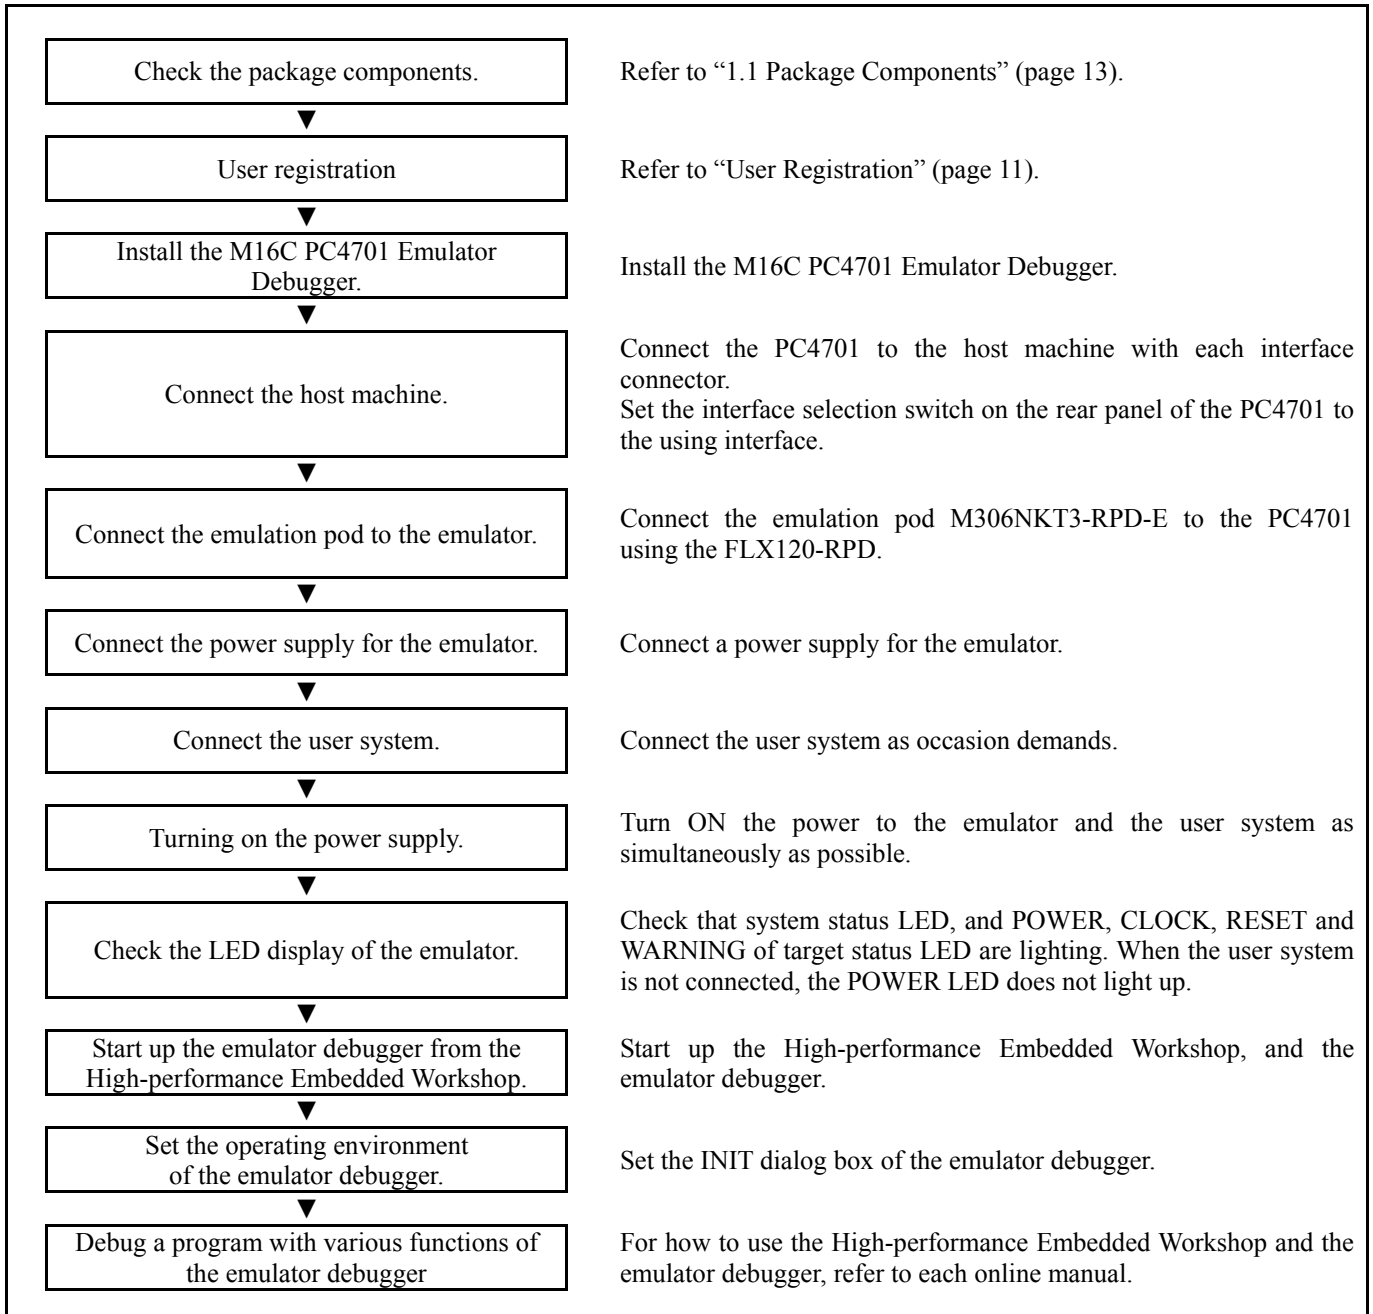 Check the package components.
Refer to “1.1 Package Components” (page 13).
▼
User registration
Refer to “User Registration” (page 11).
▼
Install the M16C PC4701 Emulator
Debugger.
Install the M16C PC4701 Emulator Debugger.
▼
Connect the host machine.
Connect the PC4701 to the host machine with each interface
connector.
Set the interface selection switch on the rear panel of the PC4701 to
the using interface.
▼
Connect the emulation pod to the emulator.
Connect the emulation pod M306NKT3-RPD-E to the PC4701
using the FLX120-RPD.
▼
Connect the power supply for the emulator.
Connect a power supply for the emulator.
▼
Connect the user system.
Connect the user system as occasion demands.
▼
Turning on the power supply.
Turn ON the power to the emulator and the user system as
simultaneously as possible.
▼
Check the LED display of the emulator.
Check that system status LED, and POWER, CLOCK, RESET and
WARNING of target status LED are lighting. When the user system
is not connected, the POWER LED does not light up.
▼
Start up the emulator debugger from the
High-performance Embedded Workshop.
Start up the High-performance Embedded Workshop, and the
emulator debugger.
▼
Set the operating environment
of the emulator debugger.
Set the INIT dialog box of the emulator debugger.
▼
Debug a program with various functions of
the emulator debugger
For how to use the High-performance Embedded Workshop and the
emulator debugger, refer to each online manual.